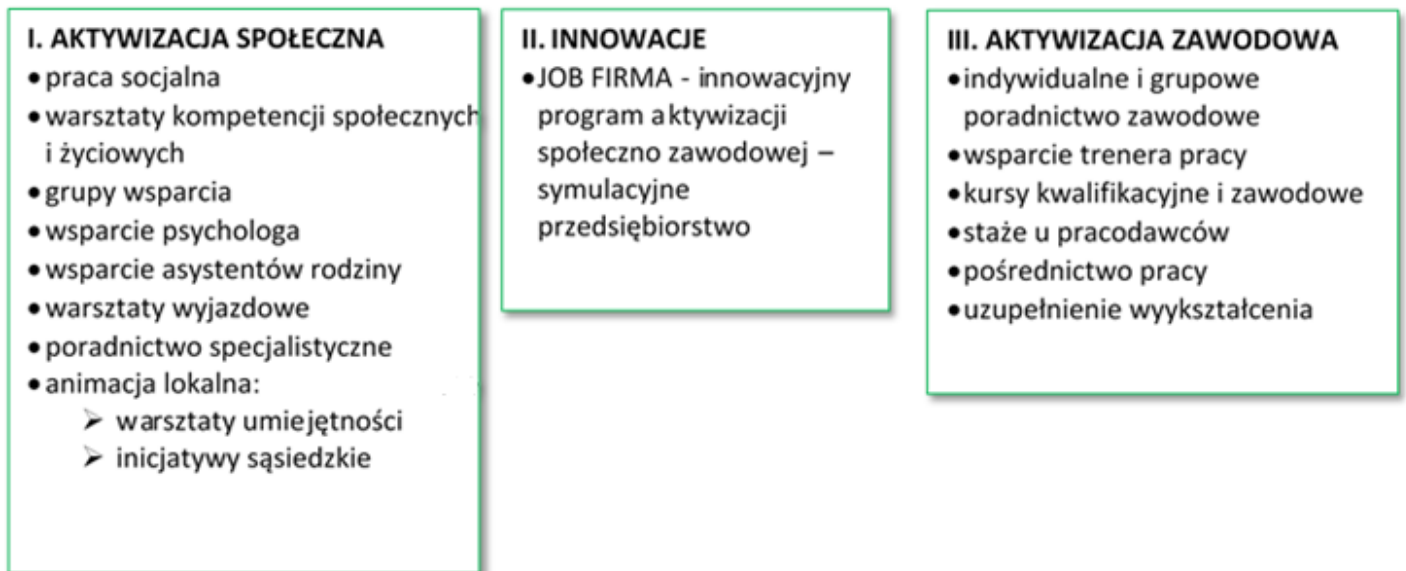 I. AKTYWIZACJA SPOŁECZNA
•praca socjalna
•warsztaty kompetencji społecznych
i życiowych
•grupy wsparcia
•wsparcie psychologa
•wsparcie asystentów rodziny
•warsztaty wyjazdowe
•poradnictwo specjalistyczne
•animacja lokalna:
➢ warsztaty umiejętności
➢ inicjatywy sąsiedzkie
II. INNOWACJE
•JOB FIRMA - innowacyjny
program aktywizacji
społeczno zawodowej –
symulacyjne
przedsiębiorstwo
III. AKTYWIZACJA ZAWODOWA
•indywidualne i grupowe
poradnictwo zawodowe
•wsparcie trenera pracy
•kursy kwalifikacyjne i zawodowe
•staże u pracodawców
•pośrednictwo pracy
•uzupełnienie wyykształcenia